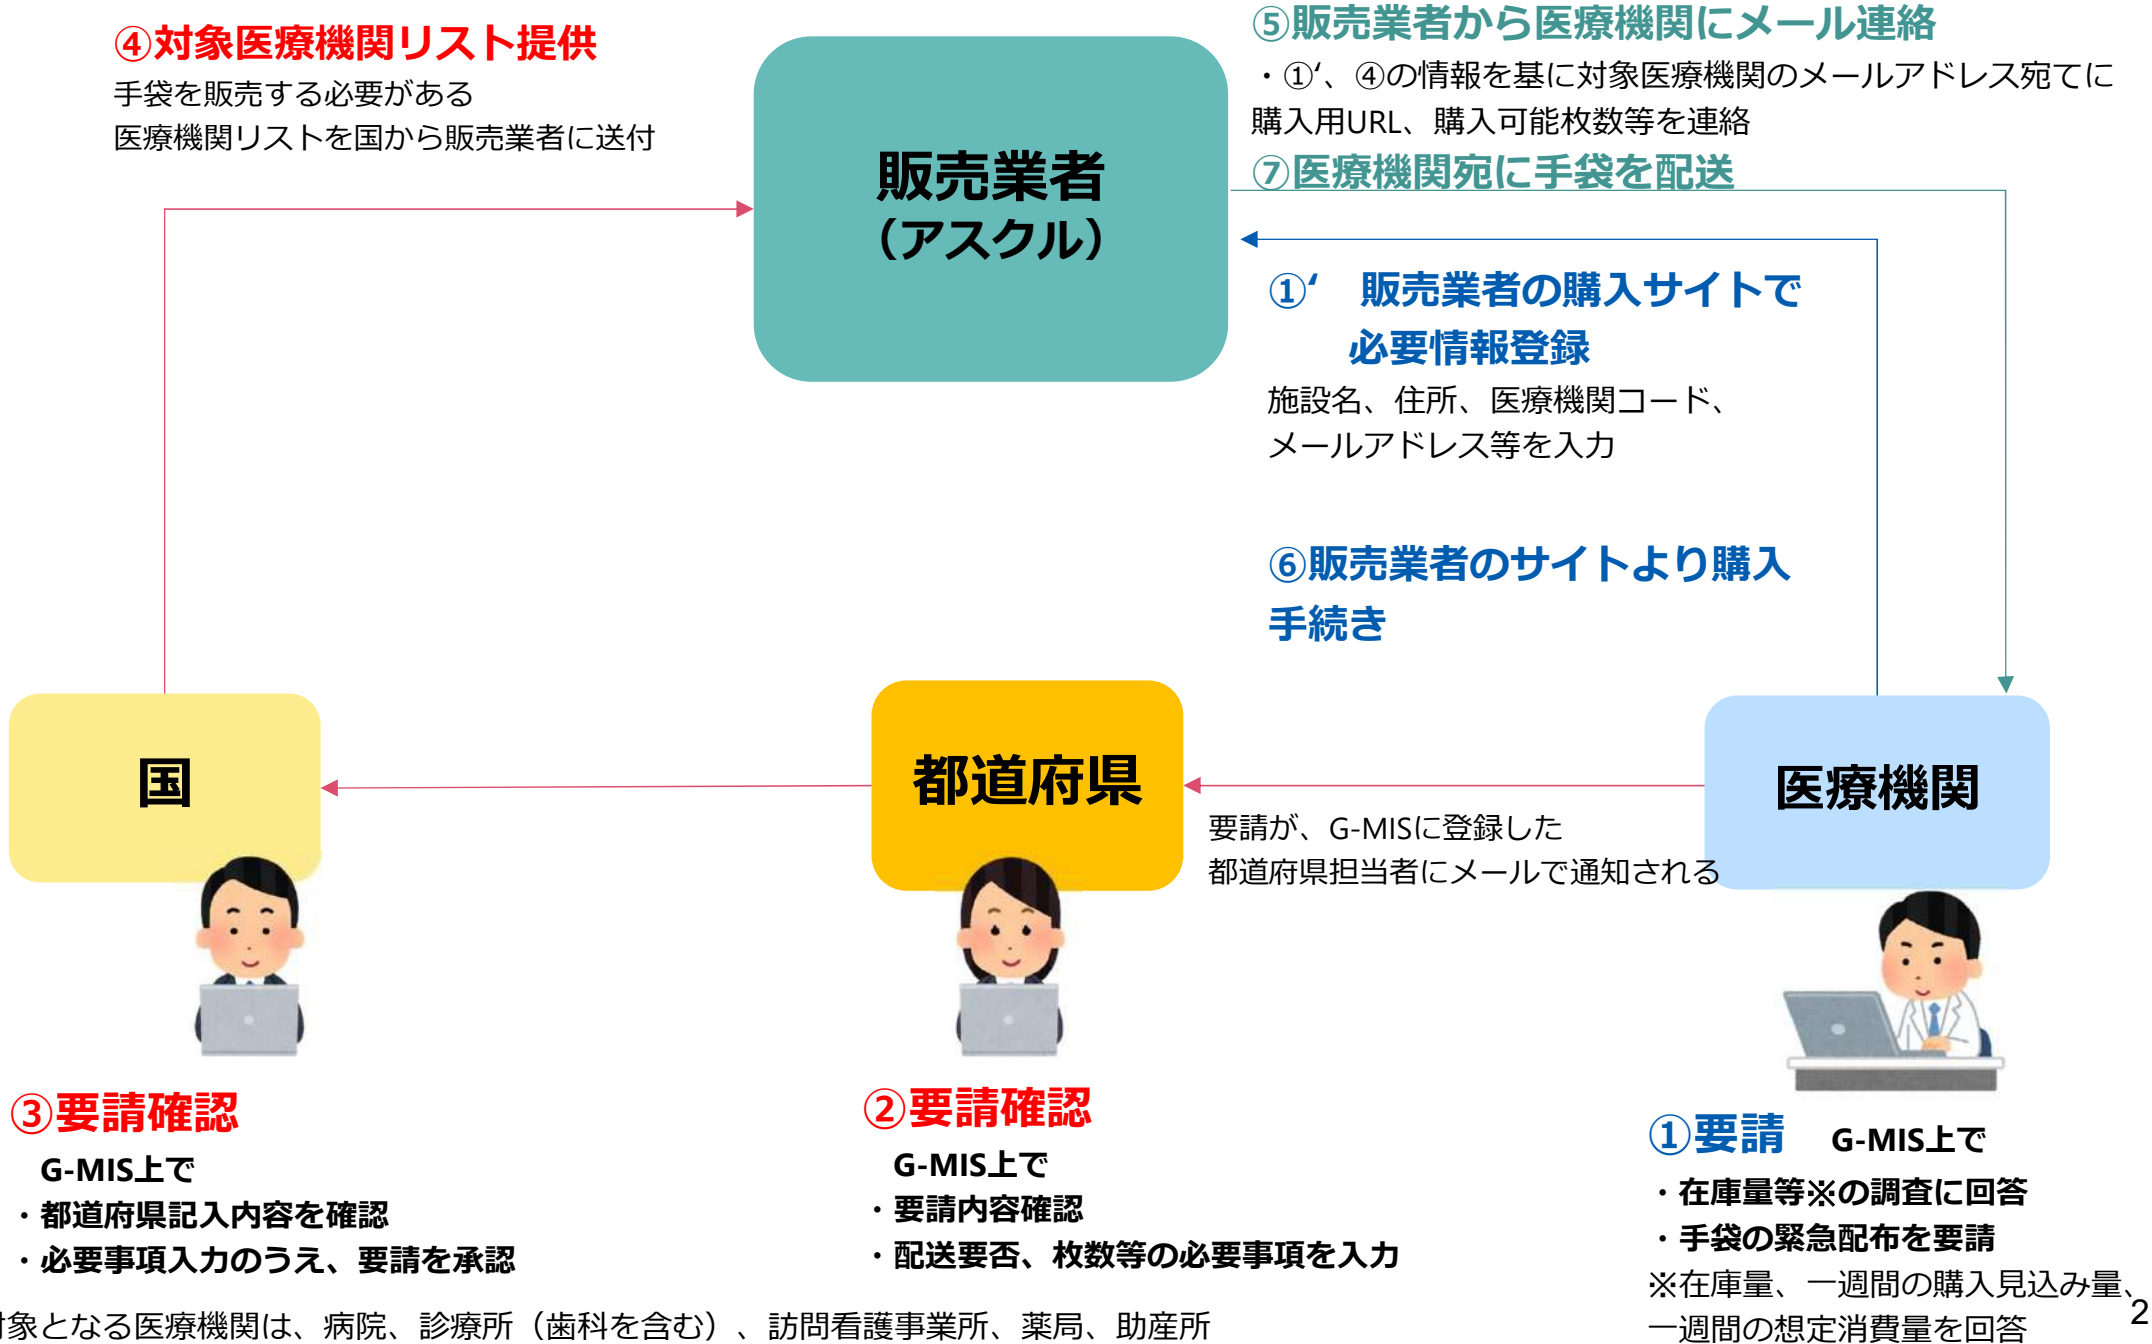 ④対象医療機関リスト提供
手袋を販売する必要がある
医療機関リストを国から販売業者に送付
販売業者
（アスクル）
⑤販売業者から医療機関にメール連絡
・①‘、④の情報を基に対象医療機関のメールアドレス宛てに
購入用URL、購入可能枚数等を連絡
⑦医療機関宛に手袋を配送
①‘　販売業者の購入サイトで
必要情報登録
施設名、住所、医療機関コード、
メールアドレス等を入力
⑥販売業者のサイトより購入
手続き
国
都道府県
医療機関
要請が、G-MISに登録した
都道府県担当者にメールで通知される
③要請確認
G-MIS上で
・都道府県記入内容を確認
・必要事項入力のうえ、要請を承認
②要請確認
G-MIS上で
・要請内容確認
・配送要否、枚数等の必要事項を入力
①要請　G-MIS上で
・在庫量等※の調査に回答
・手袋の緊急配布を要請
※在庫量、一週間の購入見込み量、
一週間の想定消費量を回答
対象となる医療機関は、病院、診療所（歯科を含む）、訪問看護事業所、薬局、助産所
2